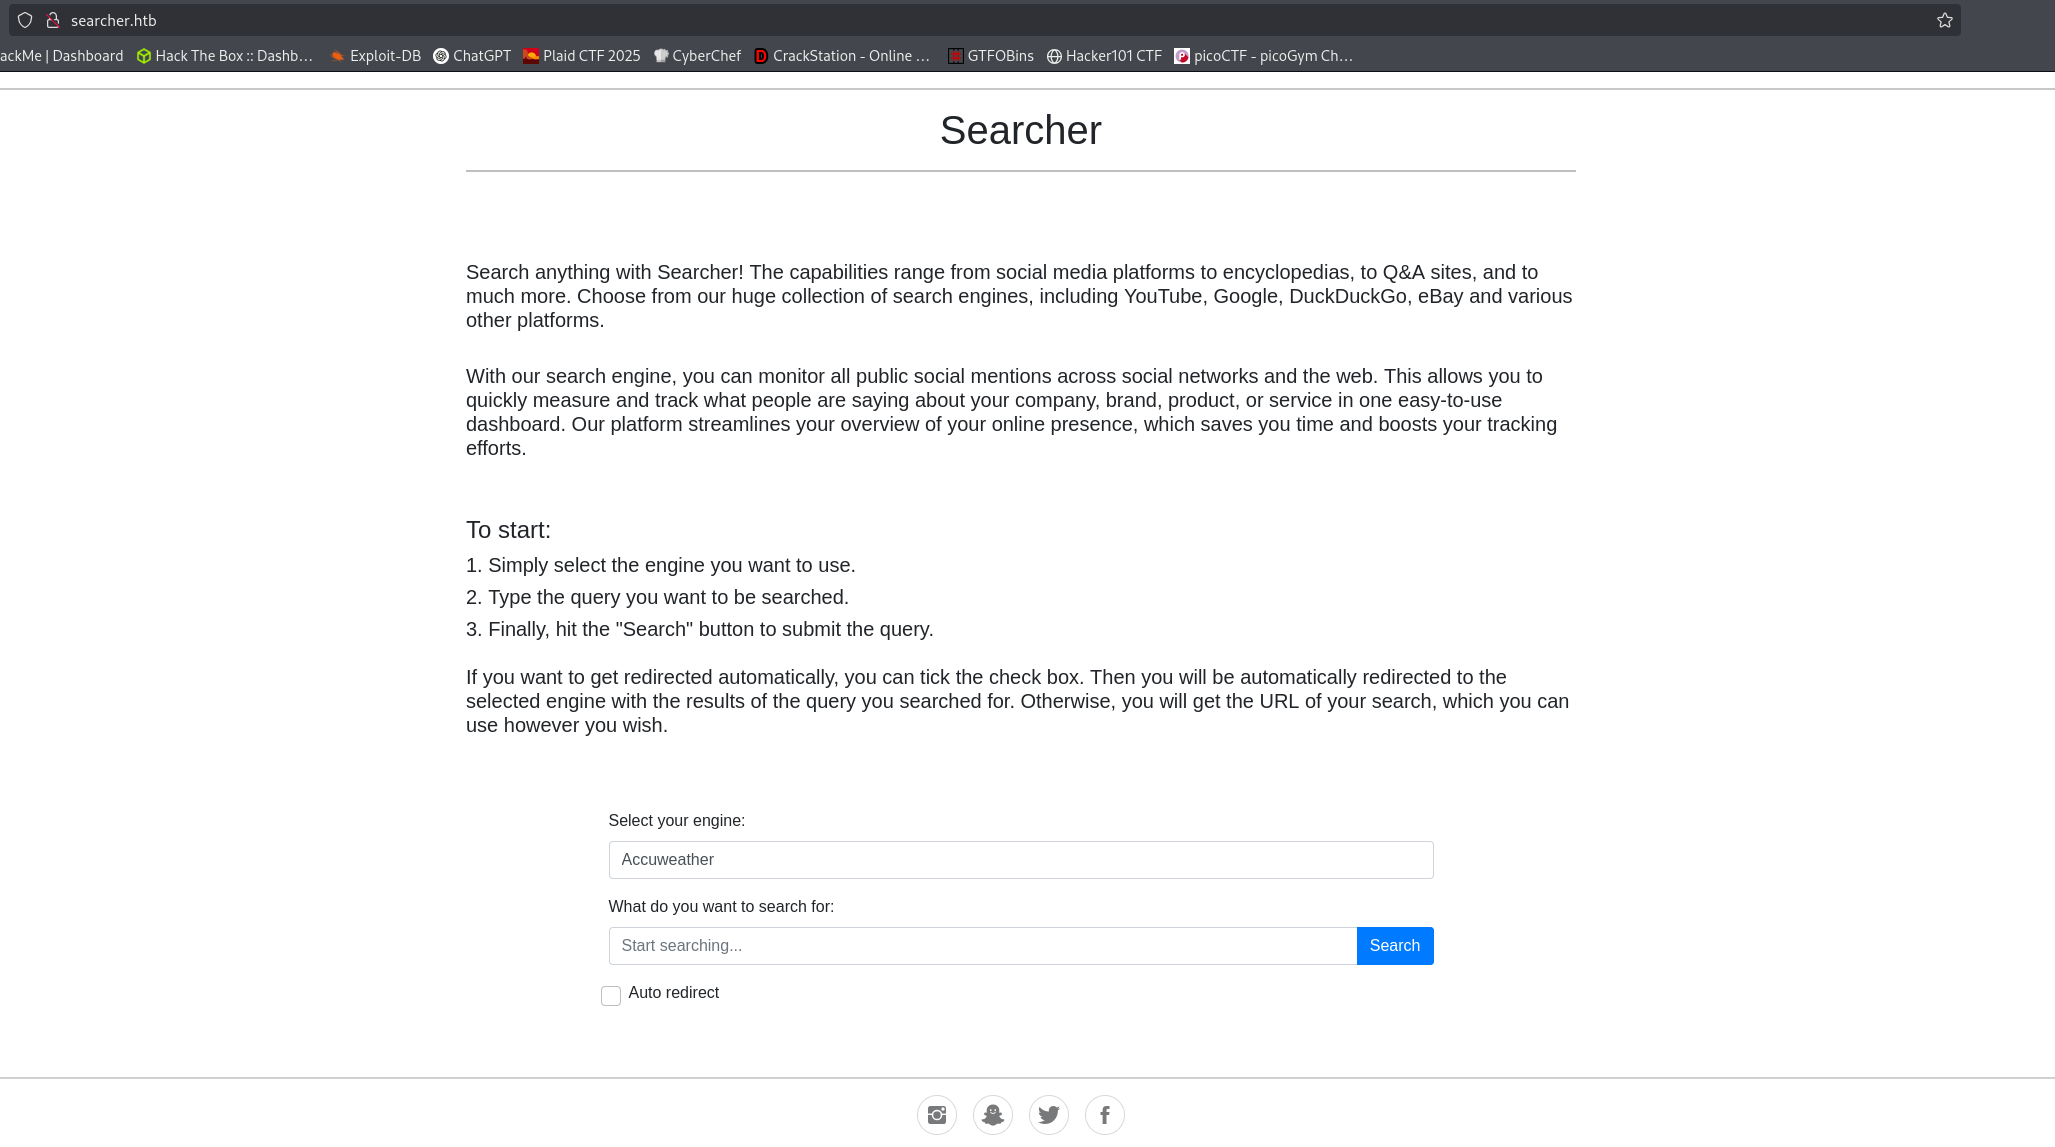 searcher.htb
ackMe | Dashboard Hack The Box :: Dashb... Exploit-DB ChatGPT Plaid CTF 2025 CyberChef CrackStation - Online ... GTFOBins Hacker101 CTF picoCTF - picoGym Ch...
Searcher
Search anything with Searcher! The capabilities range from social media platforms to encyclopedias, to Q&A sites, and to
much more. Choose from our huge collection of search engines, including YouTube, Google, DuckDuckGo, eBay and various
other platforms.
With our search engine, you can monitor all public social mentions across social networks and the web. This allows you to
quickly measure and track what people are saying about your company, brand, product, or service in one easy-to-use
dashboard. Our platform streamlines your overview of your online presence, which saves you time and boosts your tracking
efforts.
To start:
1. Simply select the engine you want to use.
2. Type the query you want to be searched.
3. Finally, hit the "Search" button to submit the query.
If you want to get redirected automatically, you can tick the check box. Then you will be automatically redirected to the
selected engine with the results of the query you searched for. Otherwise, you will get the URL of your search, which you can
use however you wish.
Select your engine:
Accuweather
What do you want to search for:
Start searching... Search
Auto redirect